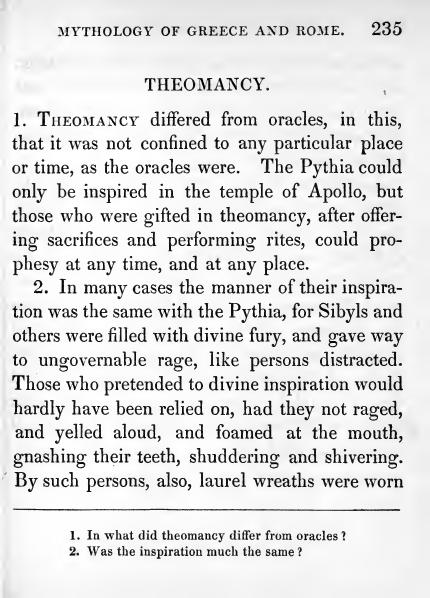 MYTHOLOGY OF GREECE AND ROME. 235
THEOMANCY.
1. THEOMANCY differed from oracles, in this,
that it was not confined to any particular place
or time, as the oracles were. The Pythia could
only be inspired in the temple of Apollo, but
those who were gifted in theomancy, after offer-
ing sacrifices and performing rites, could pro-
phesy at any time, and at any place.
2. In many cases the manner of their inspira-
tion was the same with the Pythia, for Sibyls and
others were filled with divine fury, and gave way
to ungovernable rage, like persons distracted.
Those who pretended to divine inspiration would
hardly have been relied on, had they not raged,
and yelled aloud, and foamed at the mouth,
gnashing their teeth, shuddering and shivering.
By such persons, also, laurel wreaths were worn
1. In what did theomancy differ from oracles ?
2. Was the inspiration much the same ?